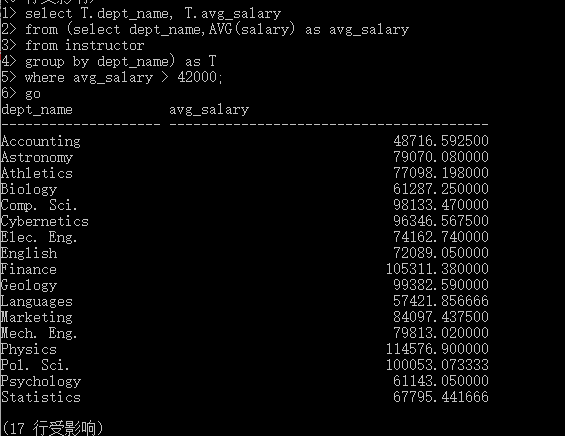 1> select T.dept_name, T.avg_salary
2> from (select dept_name,AVG(salary) as avg_salary
3> from instructor
4> group by dept_name) as T
5> where avg_salary > 42000;
6> go
dept_name            avg_salary
-------------------- ----------------------------------------
Accounting                                       48716.592500
Astronomy                                        79070.080000
Athletics                                        77098.198000
Biology                                          61287.250000
Comp. Sci.                                       98133.470000
Cybernetics                                      96346.567500
Elec. Eng.                                       74162.740000
English                                          72089.050000
Finance                                         105311.380000
Geology                                          99382.590000
Languages                                        57421.856666
Marketing                                        84097.437500
Mech. Eng.                                       79813.020000
Physics                                         114576.900000
Pol. Sci.                                       100053.073333
Psychology                                       61143.050000
Statistics                                       67795.441666
(17 行受影响)